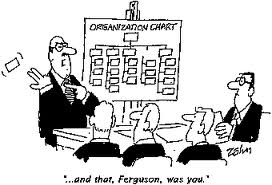 ORGANIZATION CHART
"...and that, Ferguson, was you."